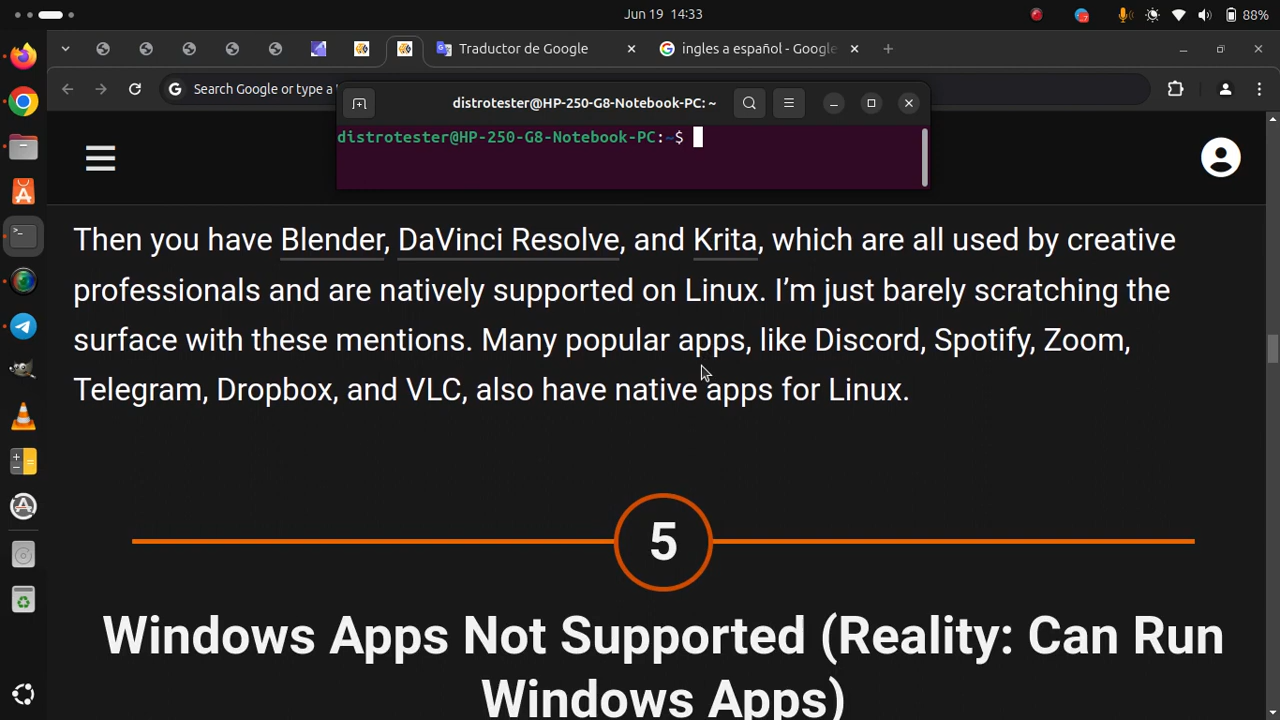 Jun 19 14:33
88%
Traductor de Google
ingles a español - Google
Search Google or type a
distrotester@HP-250-G8-Notebook-PC: ~
distrotester@HP-250-G8-Notebook-PC:~$
Then you have Blender, DaVinci Resolve, and Krita, which are all used by creative
professionals and are natively supported on Linux. I’m just barely scratching the
surface with these mentions. Many popular apps, like Discord, Spotify, Zoom,
Telegram, Dropbox, and VLC, also have native apps for Linux.
5
Windows Apps Not Supported (Reality: Can Run
Windows Apps)